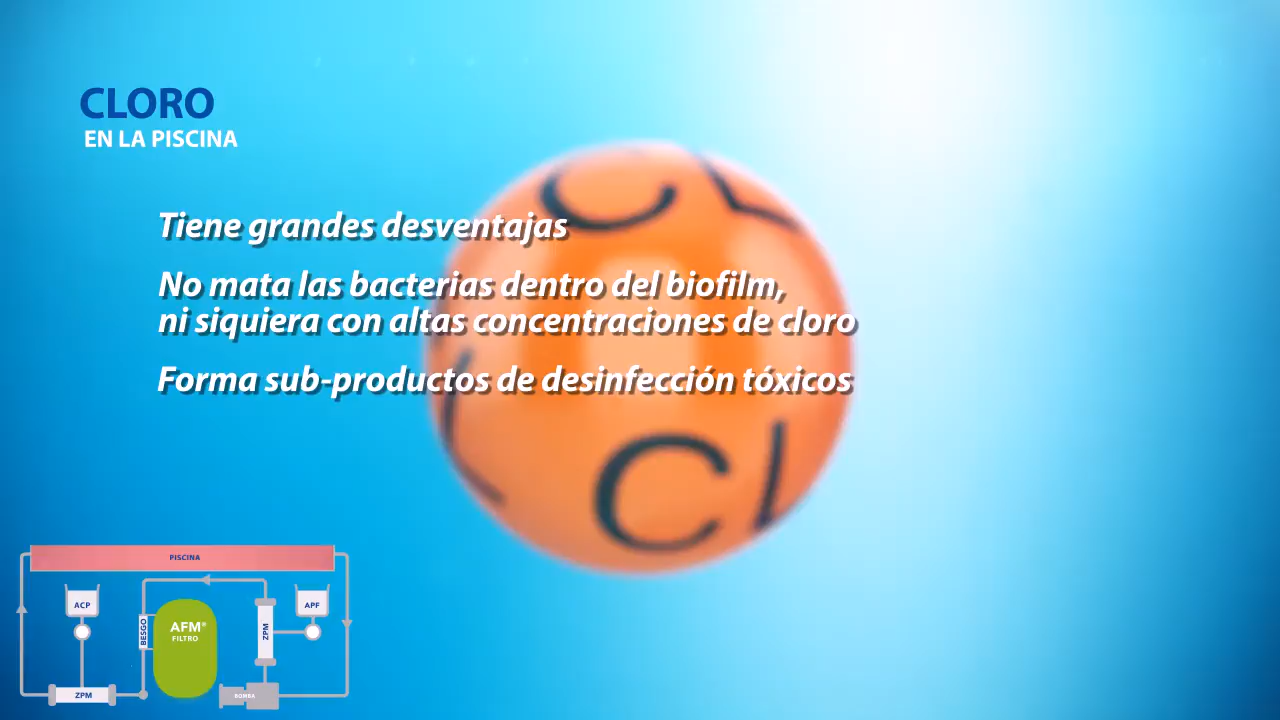 CLORO
EN LA PISCINA
Tiene grandes desventajas
No mata las bacterias dentro del biofilm,
ni siquiera con altas concentraciones de cloro
Forma sub-productos de desinfección tóxicos
Cl
PISCINA
ACP
APF
BESGO
AFM®
FILTRO
ZPM
ZPM
BOMBA